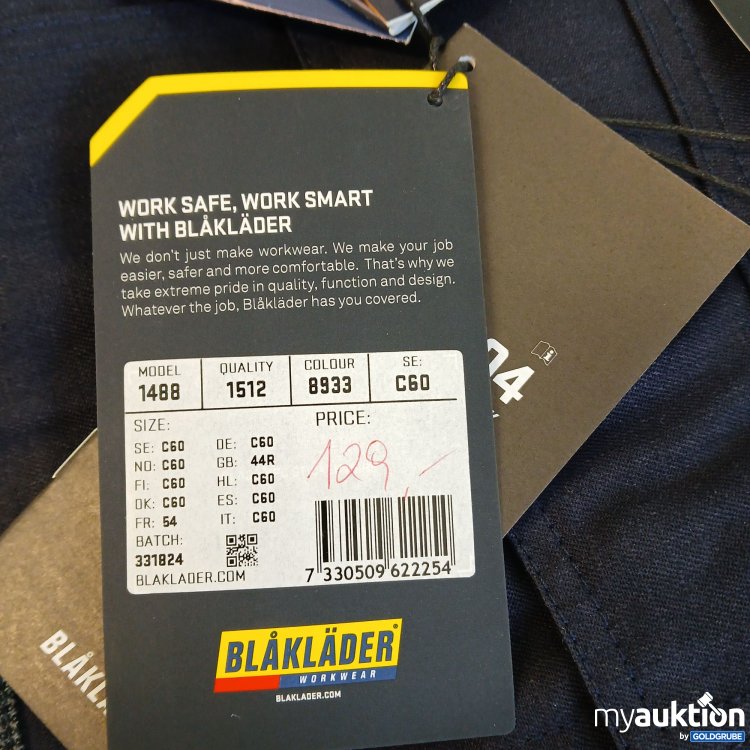 WORK SAFE, WORK SMART
WITH BLÅKLÄDER
We don't just make workwear. We make your job
easier, safer and more comfortable. That's why we
take extreme pride in quality, function and design.
Whatever the job, Blåkläder has you covered.
MODEL QUALITY COLOUR SE:
1488 1512 8933 C60
SIZE: PRICE:
SE: C60 DE: C60
NO: C60 GB: 44R
FI: C60 HL: C60
DK: C60 ES: C60
FR: 54 IT: C60
129,-
BATCH:
331824
BLAKLADER.COM
7 330509 622254
BLÅKLÄDER®
WORKWEAR
BLAKLADER.COM
04
BLÅKL
myauktion
by GOLDGRUBE